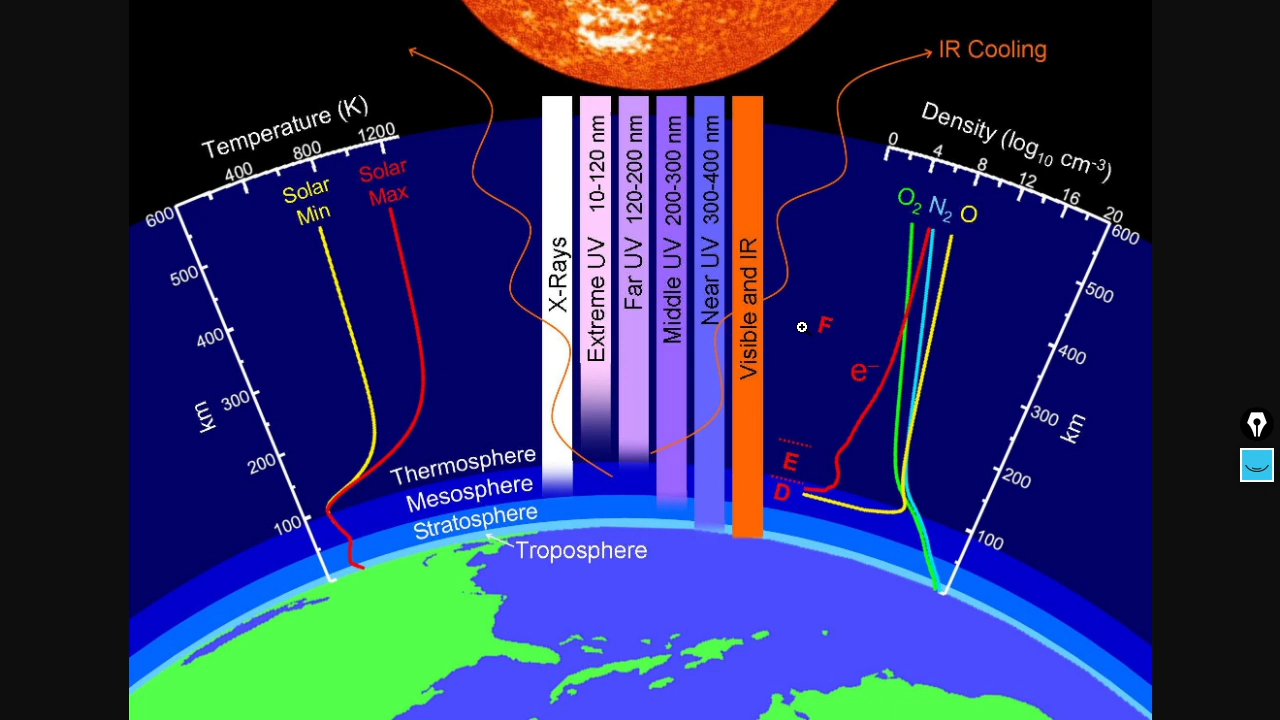 IR Cooling
Temperature (K)
400
800
1200
Solar
Min
Solar
Max
600
500
400
300
200
100
km
X-Rays
Extreme UV 10-120 nm
Far UV 120-200 nm
Middle UV 200-300 nm
Near UV 300-400 nm
Visible and IR
Density (log₁₀ cm⁻³)
0
4
8
12
16
20
O₂
N₂
O
F
e⁻
E
D
600
500
400
300
200
100
km
Thermosphere
Mesosphere
Stratosphere
Troposphere